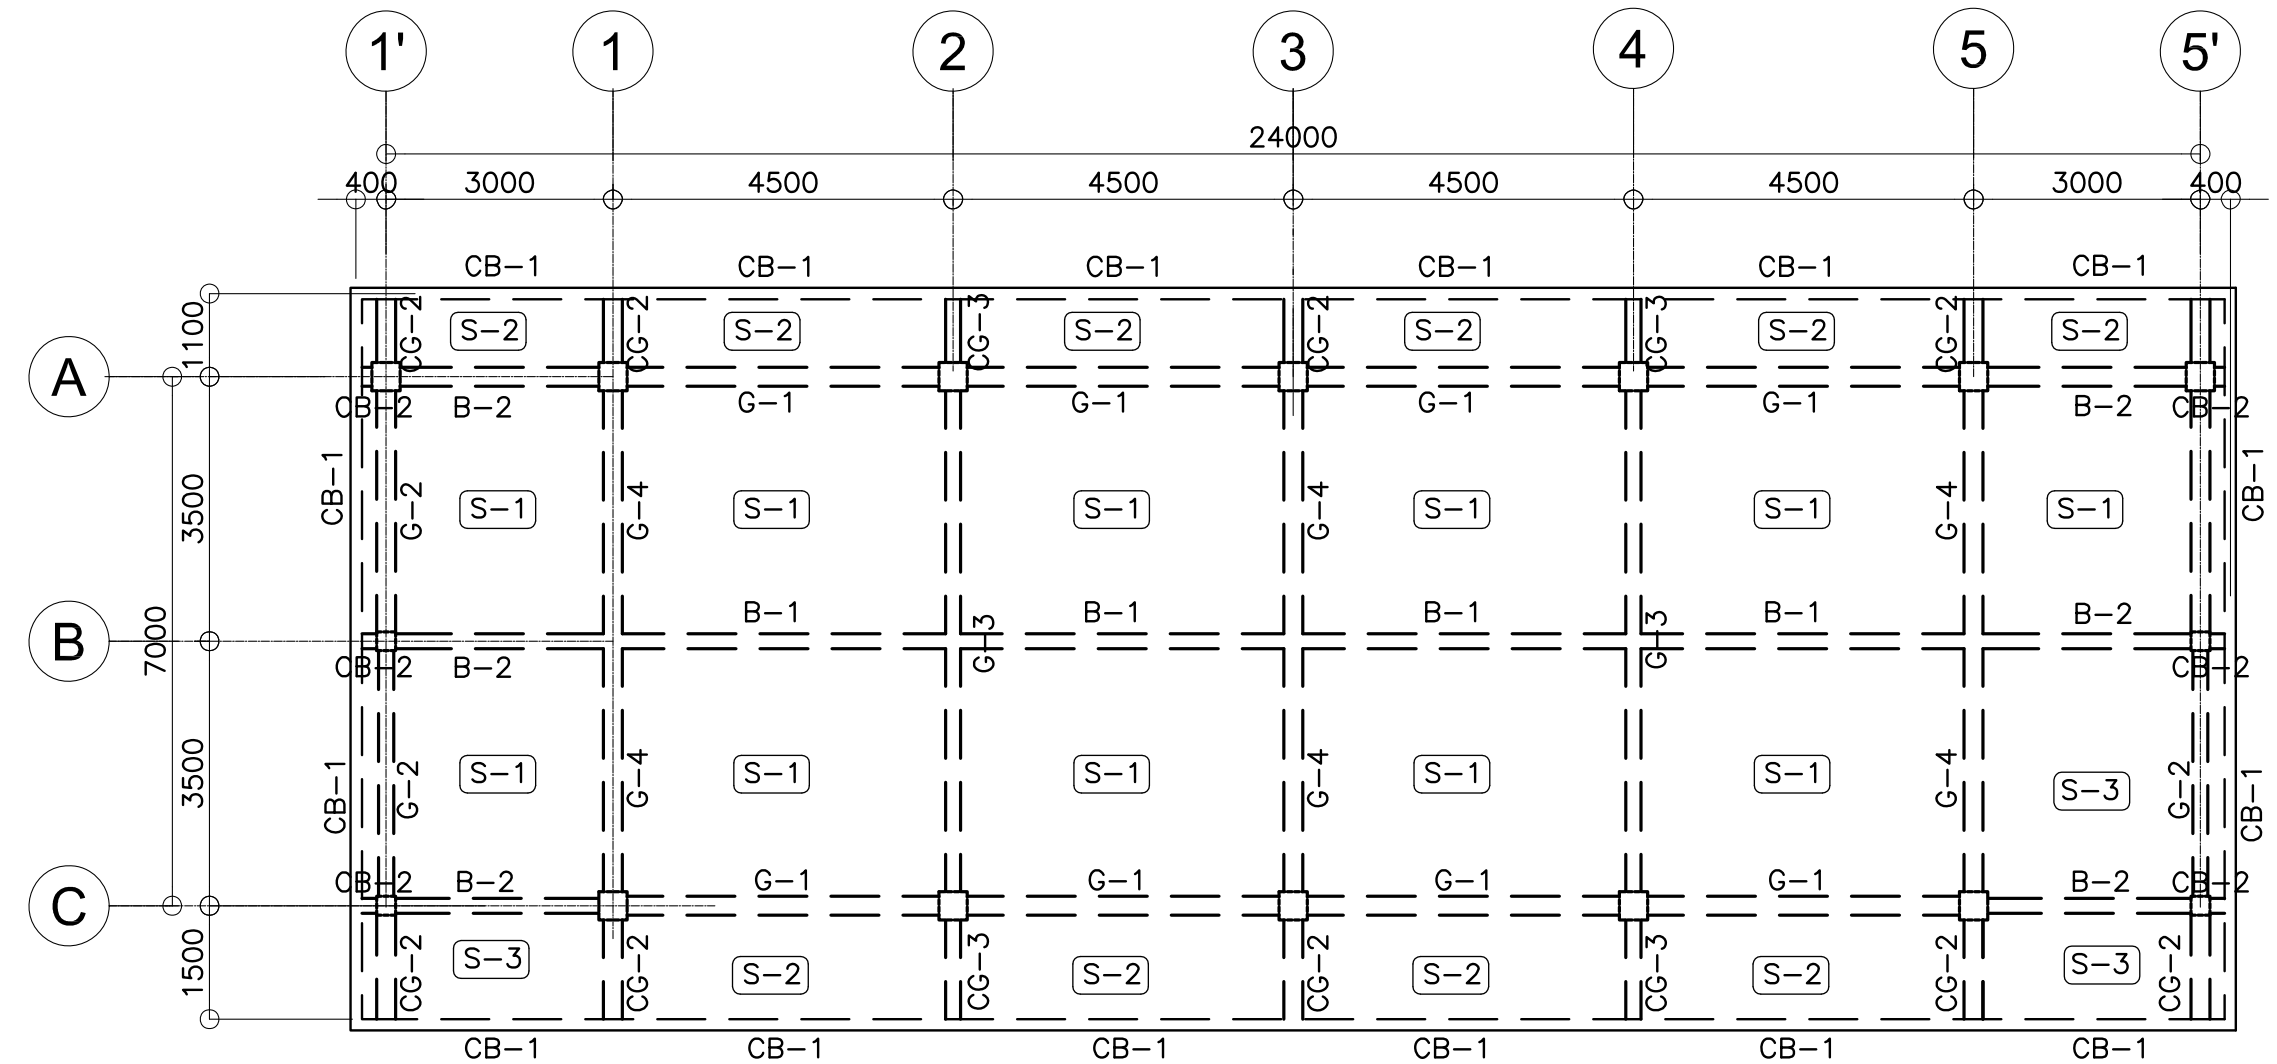 1' 1 2 3 4 5 5'
24000
400 3000 4500 4500 4500 4500 3000 400
CB-1 CB-1 CB-1 CB-1 CB-1 CB-1
1100 CG-2 S-2 CG-2 S-2 CG-3 S-2 CG-2 S-2 CG-3 S-2 CG-2 S-2
A
CB-2 B-2 G-1 G-1 G-1 G-1 B-2 CB-2
3500 CB-1 G-2 S-1 G-4 S-1 S-1 G-4 S-1 S-1 G-4 S-1 CB-1
B-1 B-1 B-1 B-1 B-2
B 7000 G-3 G-3
CB-2 B-2 CB-2
3500 CB-1 G-2 S-1 G-4 S-1 S-1 G-4 S-1 S-1 G-4 S-3 G-2 CB-1
CB-2 B-2 G-1 G-1 G-1 G-1 B-2 CB-2
C
1500 CG-2 S-3 CG-2 S-2 CG-3 S-2 CG-2 S-2 CG-3 S-2 CG-2 S-3 CG-2
CB-1 CB-1 CB-1 CB-1 CB-1 CB-1